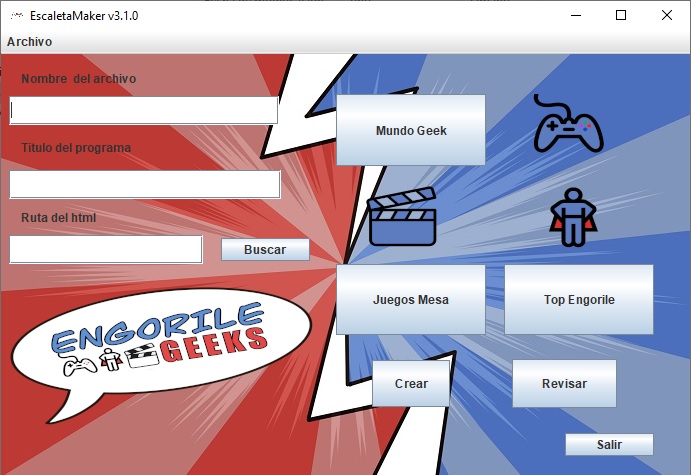 EscaletaMaker v3.1.0
Archivo
Nombre del archivo
Título del programa
Ruta del html
Buscar
Mundo Geek
Juegos Mesa
Top Engorile
ENGORILE
GEEKS
Crear
Revisar
Salir